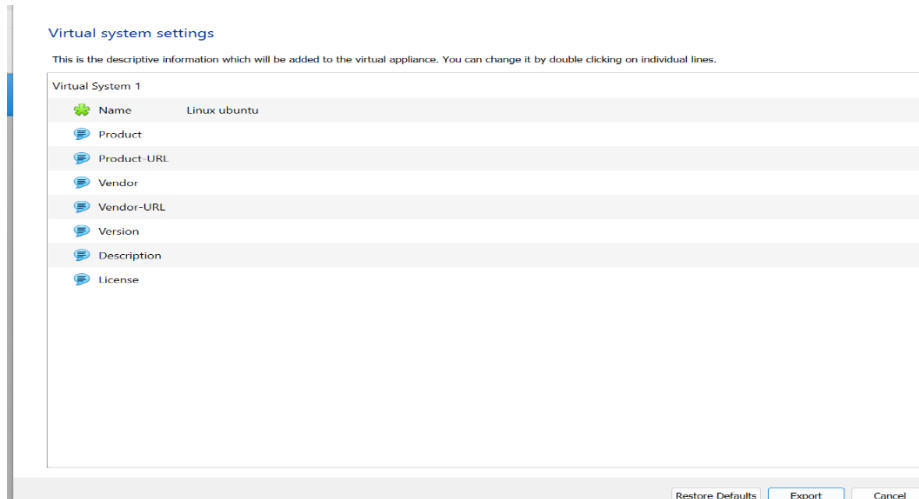 Virtual system settings
This is the descriptive information which will be added to the virtual appliance. You can change it by double clicking on individual lines.
Virtual System 1
Name Linux ubuntu
Product
Product-URL
Vendor
Vendor-URL
Version
Description
License
Restore Defaults Export Cancel